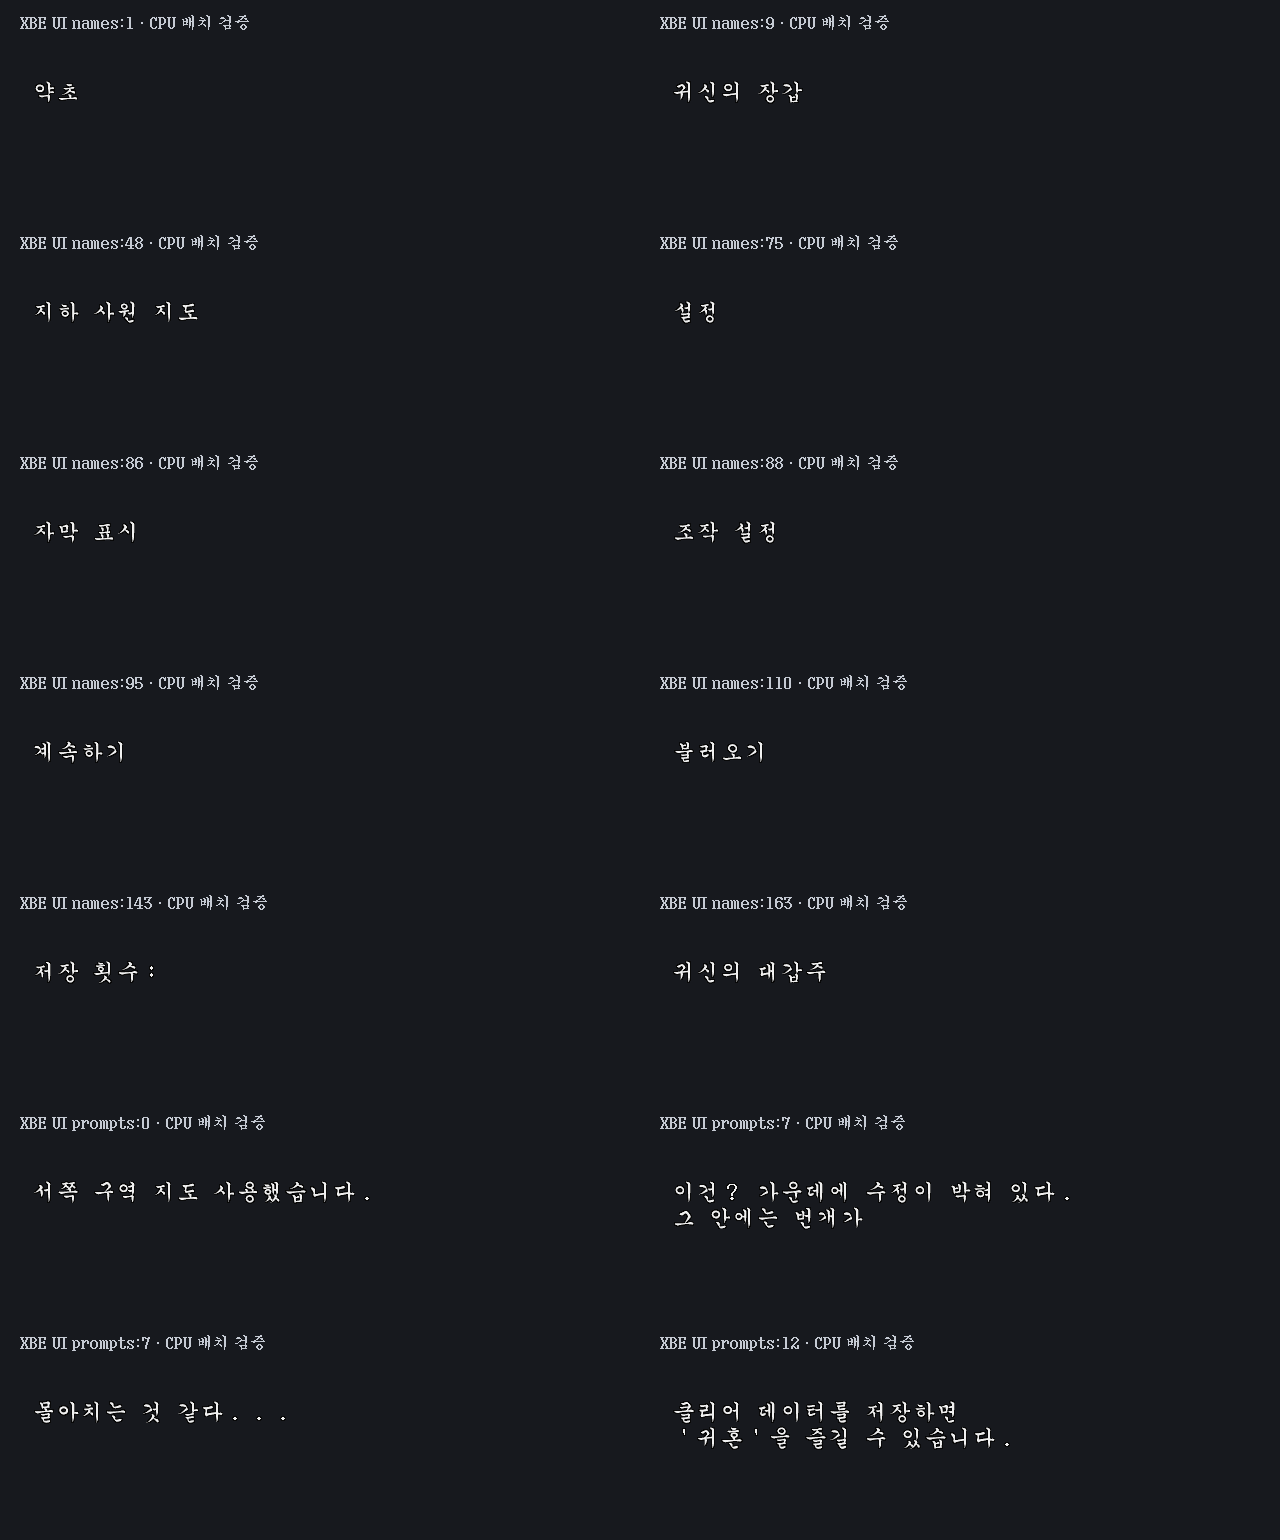 XBE UI names:1 · CPU 배치 검증
약초
XBE UI names:9 · CPU 배치 검증
귀신의 장갑
XBE UI names:48 · CPU 배치 검증
지하 사원 지도
XBE UI names:75 · CPU 배치 검증
설정
XBE UI names:86 · CPU 배치 검증
자막 표시
XBE UI names:88 · CPU 배치 검증
조작 설정
XBE UI names:95 · CPU 배치 검증
계속하기
XBE UI names:110 · CPU 배치 검증
불러오기
XBE UI names:143 · CPU 배치 검증
저장 횟수:
XBE UI names:163 · CPU 배치 검증
귀신의 대갑주
XBE UI prompts:0 · CPU 배치 검증
서쪽 구역 지도 사용했습니다.
XBE UI prompts:7 · CPU 배치 검증
이건? 가운데에 수정이 박혀 있다.
그 안에는 번개가
XBE UI prompts:7 · CPU 배치 검증
몰아치는 것 같다...
XBE UI prompts:12 · CPU 배치 검증
클리어 데이터를 저장하면
'귀혼'을 즐길 수 있습니다.